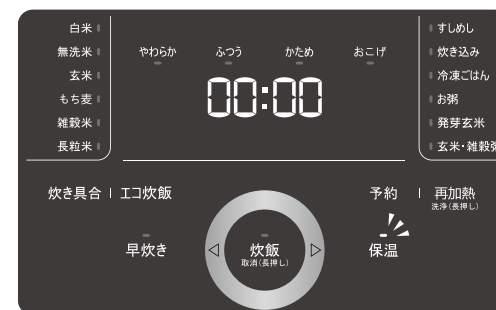 白米
無洗米
玄米
もち麦
雑穀米
長粒米
やわらか ふつう かため おこげ
00:00
すしめし
炊き込み
冷凍ごはん
お粥
発芽玄米
玄米・雑穀
炊き具合 | エコ炊飯
予約 | 再加熱
洗浄(長押し)
早炊き
炊飯
取消(長押し)
保温